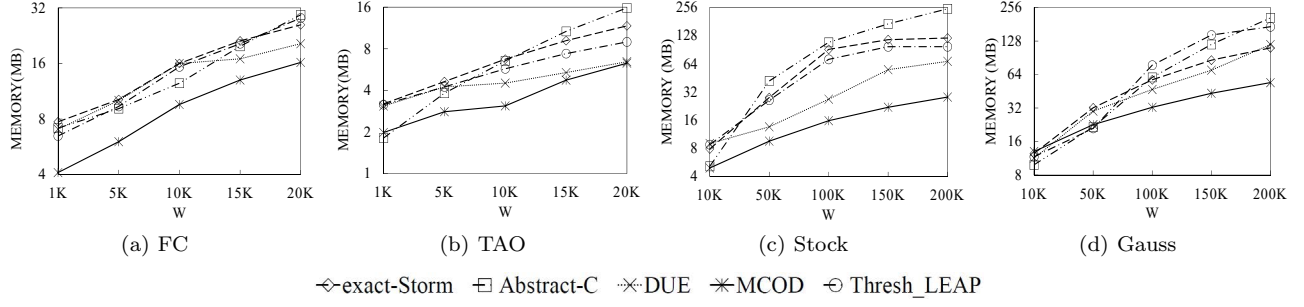 32
16
8
4
MEMORY(MB)
1K 5K 10K 15K 20K
W
(a) FC
16
8
4
2
1
MEMORY (MB)
1K 5K 10K 15K 20K
W
(b) TAO
256
128
64
32
16
8
4
MEMORY (MB)
10K 50K 100K 150K 200K
W
(c) Stock
256
128
64
32
16
8
MEMORY (MB)
10K 50K 100K 150K 200K
W
(d) Gauss
exact-Storm Abstract-C DUE MCOD Thresh_LEAP